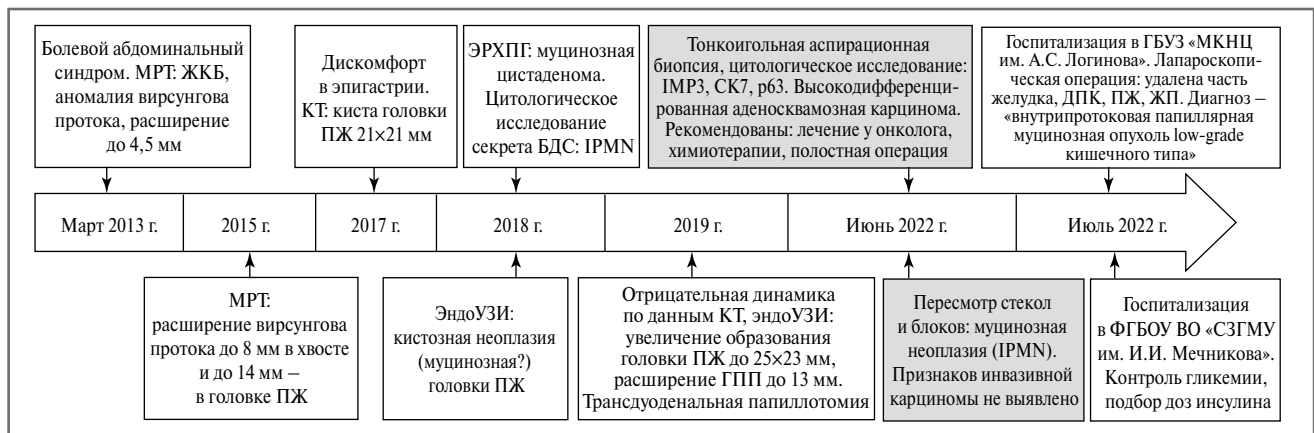 Болевой абдоминальный
синдром. МРТ: ЖКБ,
аномалия вирсунгова
протока, расширение
до 4,5 мм
Дискомфорт
в эпигастрии.
КТ: киста головки
ПЖ 21×21 мм
ЭРХПГ: муцинозная
цистаденома.
Цитологическое
исследование
секрета БДС: IPMN
Тонкоигольная аспирационная
биопсия, цитологическое исследование:
IMP3, CK7, p63. Высокодифференци-
рованная аденосквамозная карцинома.
Рекомендованы: лечение у онколога,
химиотерапии, полостная операция
Госпитализация в ГБУЗ «МКНЦ
им. А.С. Логинова». Лапароскопи-
ческая операция: удалена часть
желудка, ДПК, ПЖ, ЖП. Диагноз –
«внутрипротоковая папиллярная
муцинозная опухоль low-grade
кишечного типа»
Март 2013 г.
2015 г.
2017 г.
2018 г.
2019 г.
Июнь 2022 г.
Июль 2022 г.
МРТ:
расширение вирсунгова
протока до 8 мм в хвосте
и до 14 мм –
в головке ПЖ
ЭндоУЗИ:
кистозная неоплазия
(муцинозная?)
головки ПЖ
Отрицательная динамика
по данным КТ, эндоУЗИ:
увеличение образования
головки ПЖ до 25×23 мм,
расширение ГПП до 13 мм.
Трансдуоденальная папиллотомия
Пересмотр стекол
и блоков: муцинозная
неоплазия (IPMN).
Признаков инвазивной
карциномы не выявлено
Госпитализация
в ФГБОУ ВО «СЗГМУ
им. И.И. Мечникова».
Контроль гликемии,
подбор доз инсулина